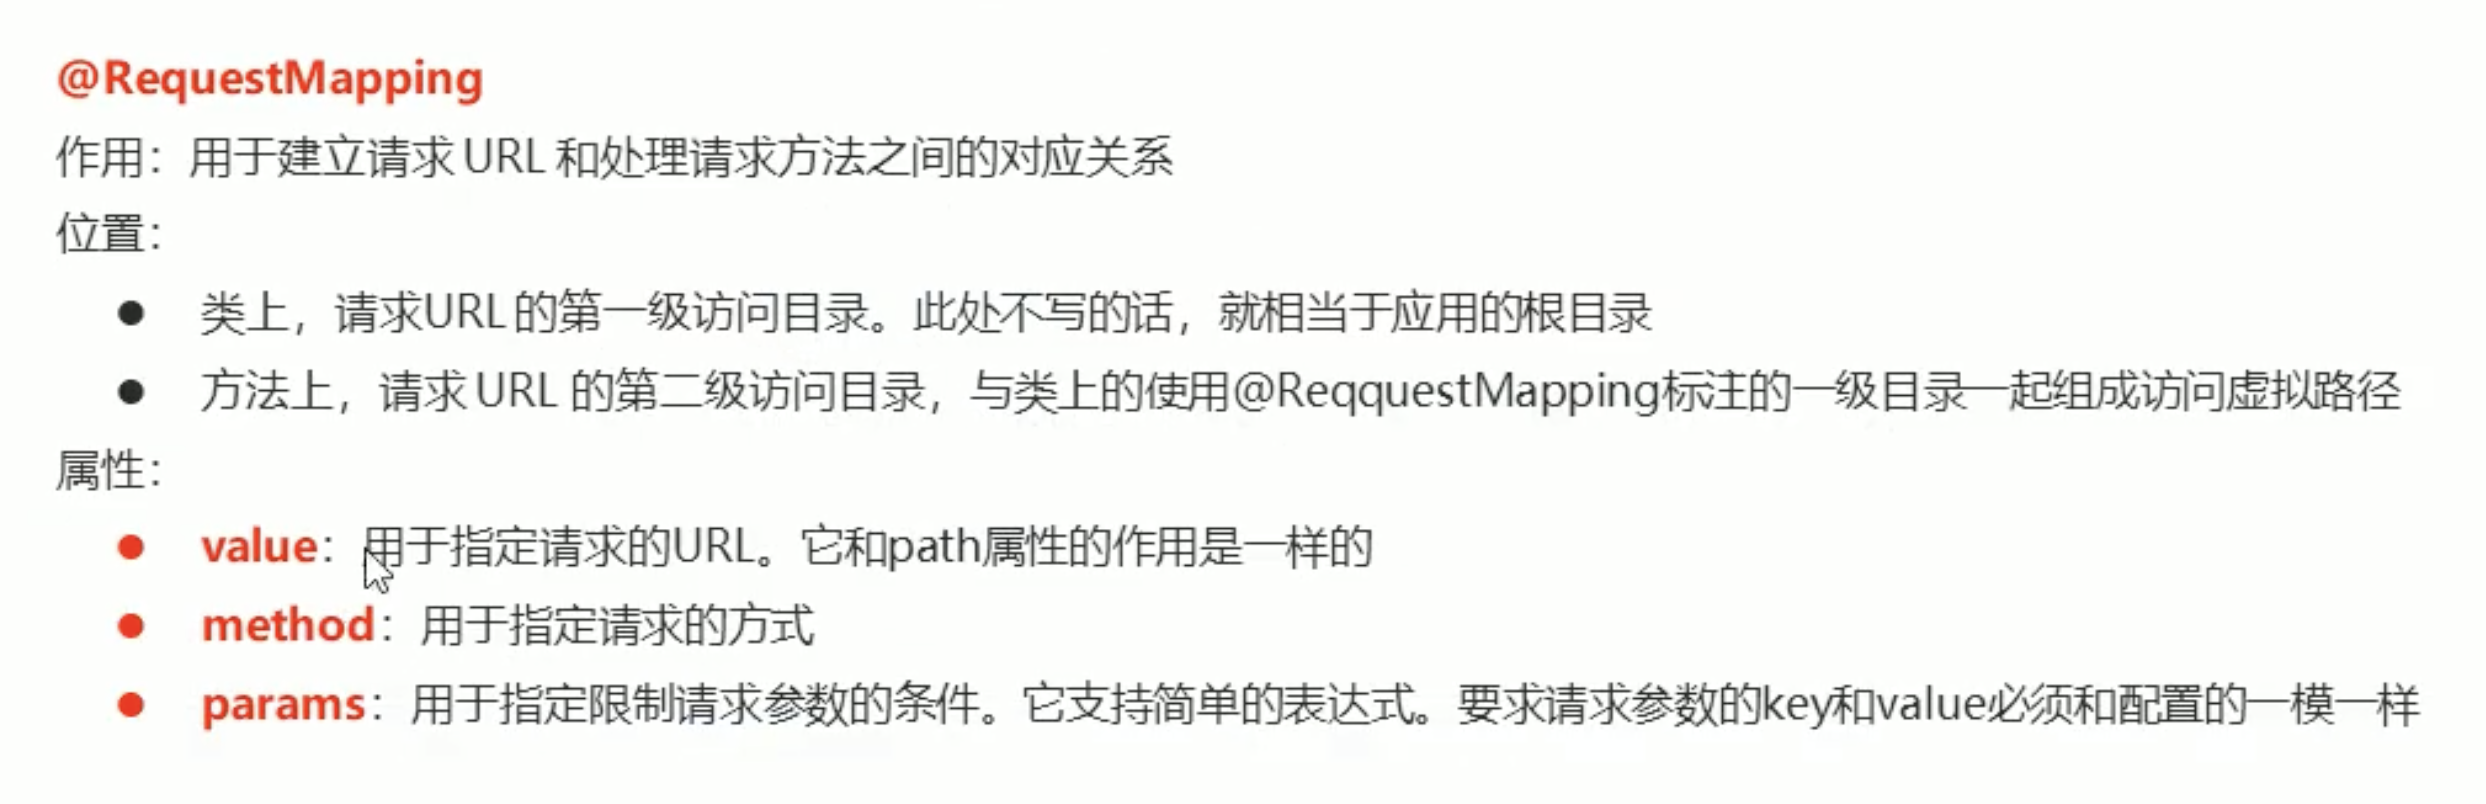 @RequestMapping
作用：用于建立请求 URL 和处理请求方法之间的对应关系
位置：
● 类上，请求URL 的第一级访问目录。此处不写的话，就相当于应用的根目录
● 方法上，请求 URL 的第二级访问目录，与类上的使用@ReqquestMapping标注的一级目录一起组成访问虚拟路径
属性：
● value：用于指定请求的URL。它和path属性的作用是一样的
● method：用于指定请求的方式
● params：用于指定限制请求参数的条件。它支持简单的表达式。要求请求参数的key和value必须和配置的一模一样